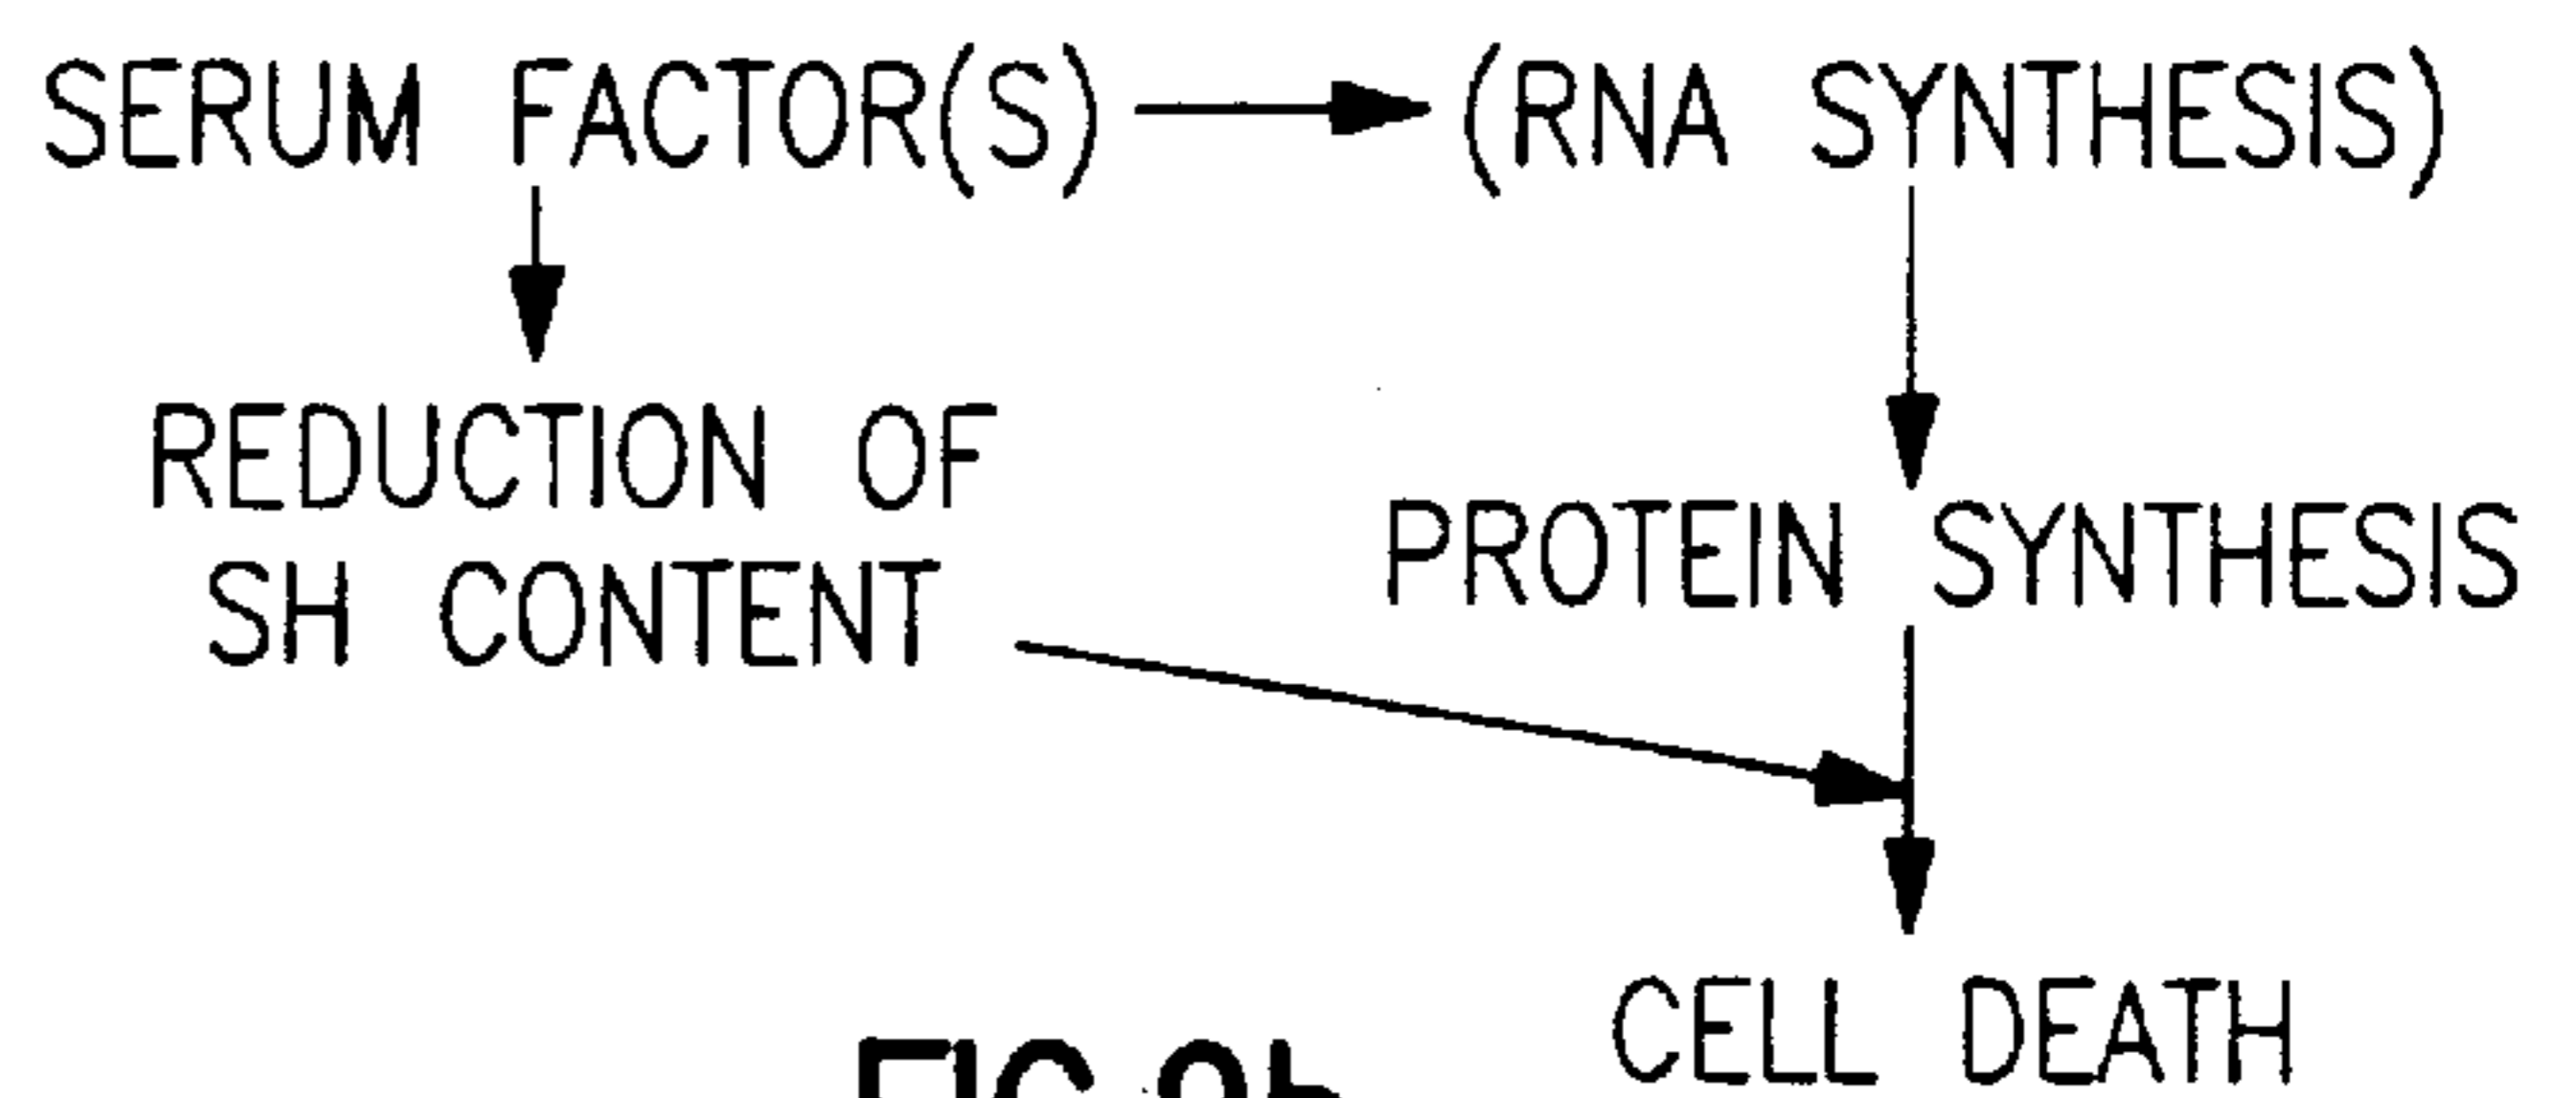 SERUM FACTOR(S) (RNA SYNTHESIS)
REDUCTION OF
SH CONTENT
PROTEIN SYNTHESIS
CELL DEATH